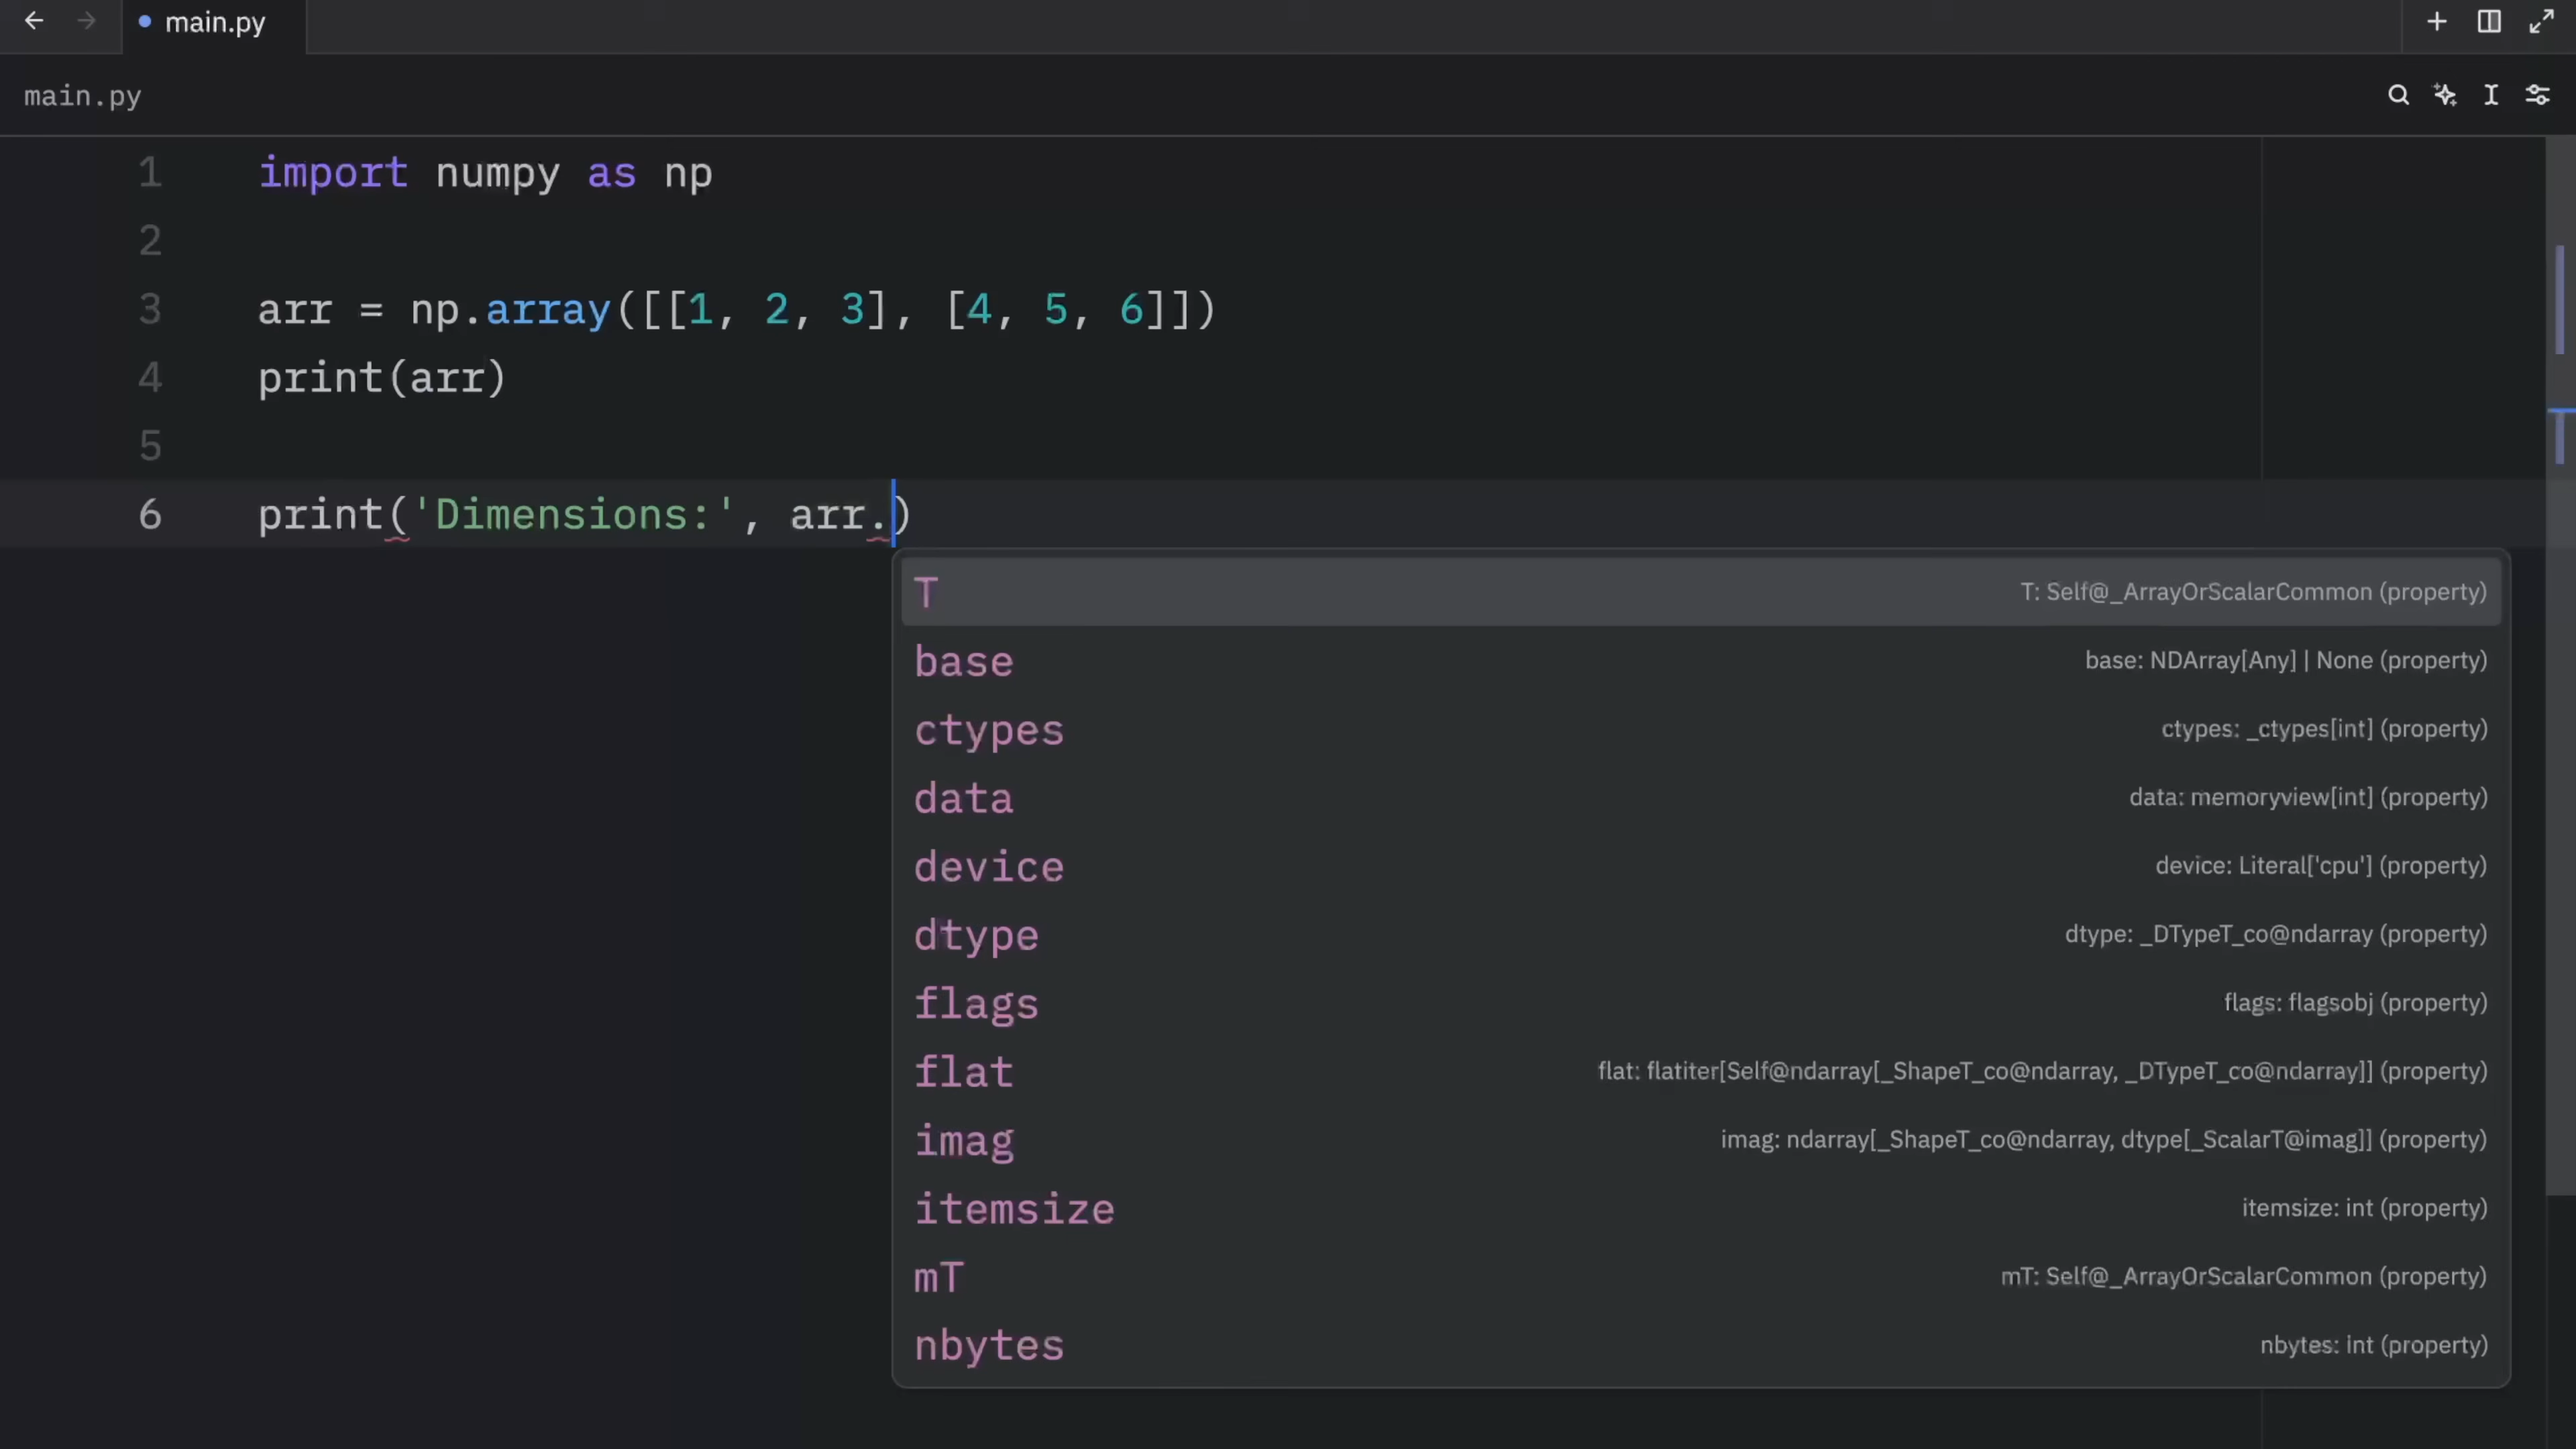 main.py
main.py
1 import numpy as np
2
3 arr = np.array([[1, 2, 3], [4, 5, 6]])
4 print(arr)
5
6 print('Dimensions:', arr.)
T T: Self@_ArrayOrScalarCommon (property)
base base: NDArray[Any] | None (property)
ctypes ctypes: _ctypes[int] (property)
data data: memoryview[int] (property)
device device: Literal['cpu'] (property)
dtype dtype: _DTypeT_co@ndarray (property)
flags flags: flagsobj (property)
flat flat: flatiter[Self@ndarray[_ShapeT_co@ndarray, _DTypeT_co@ndarray]] (property)
imag imag: ndarray[_ShapeT_co@ndarray, dtype[_ScalarT@imag]] (property)
itemsize itemsize: int (property)
mT mT: Self@_ArrayOrScalarCommon (property)
nbytes nbytes: int (property)